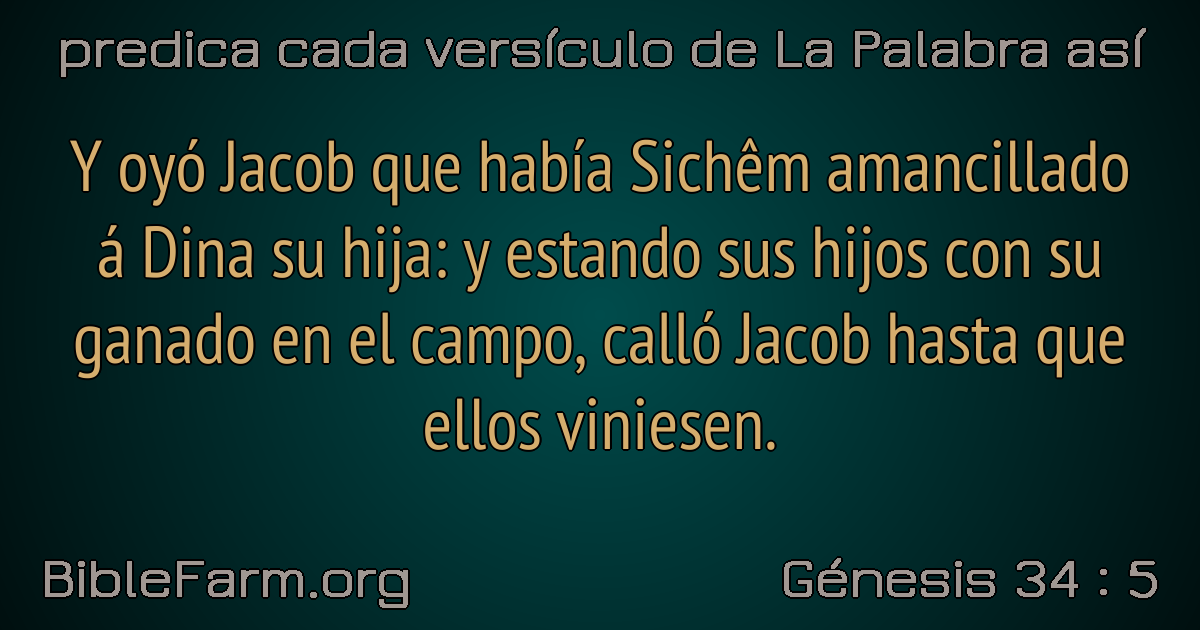 predica cada versículo de La Palabra así
Y oyó Jacob que había Sichêm amancillado
á Dina su hija: y estando sus hijos con su
ganado en el campo, calló Jacob hasta que
ellos viniesen.
BibleFarm.org
Génesis 34 : 5